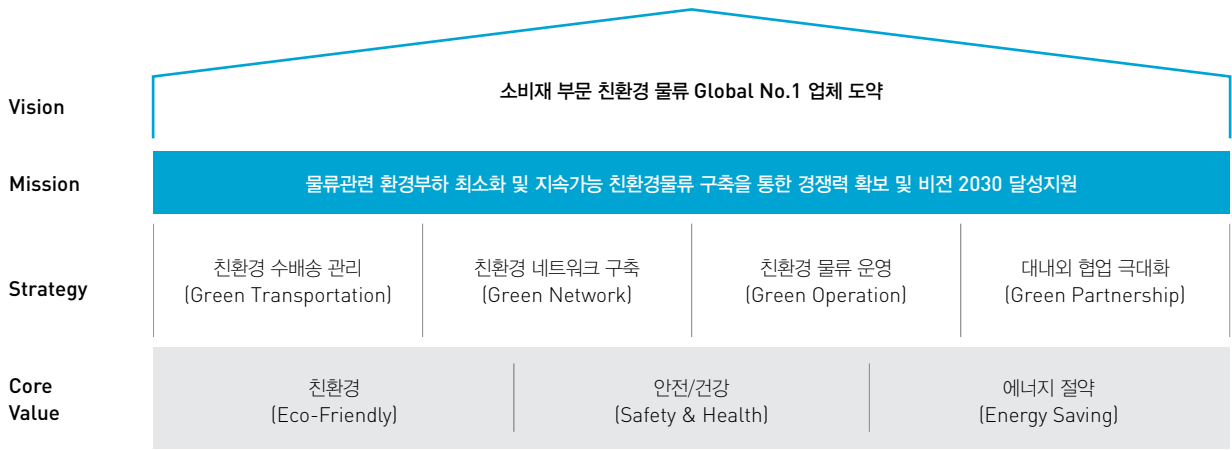 Vision
소비재 부문 친환경 물류 Global No.1 업체 도약
Mission
물류관련 환경부하 최소화 및 지속가능 친환경물류 구축을 통한 경쟁력 확보 및 비전 2030 달성지원
Strategy
친환경 수배송 관리
(Green Transportation)
친환경 네트워크 구축
(Green Network)
친환경 물류 운영
(Green Operation)
대내외 협업 극대화
(Green Partnership)
Core
Value
친환경
(Eco-Friendly)
안전/건강
(Safety & Health)
에너지 절약
(Energy Saving)